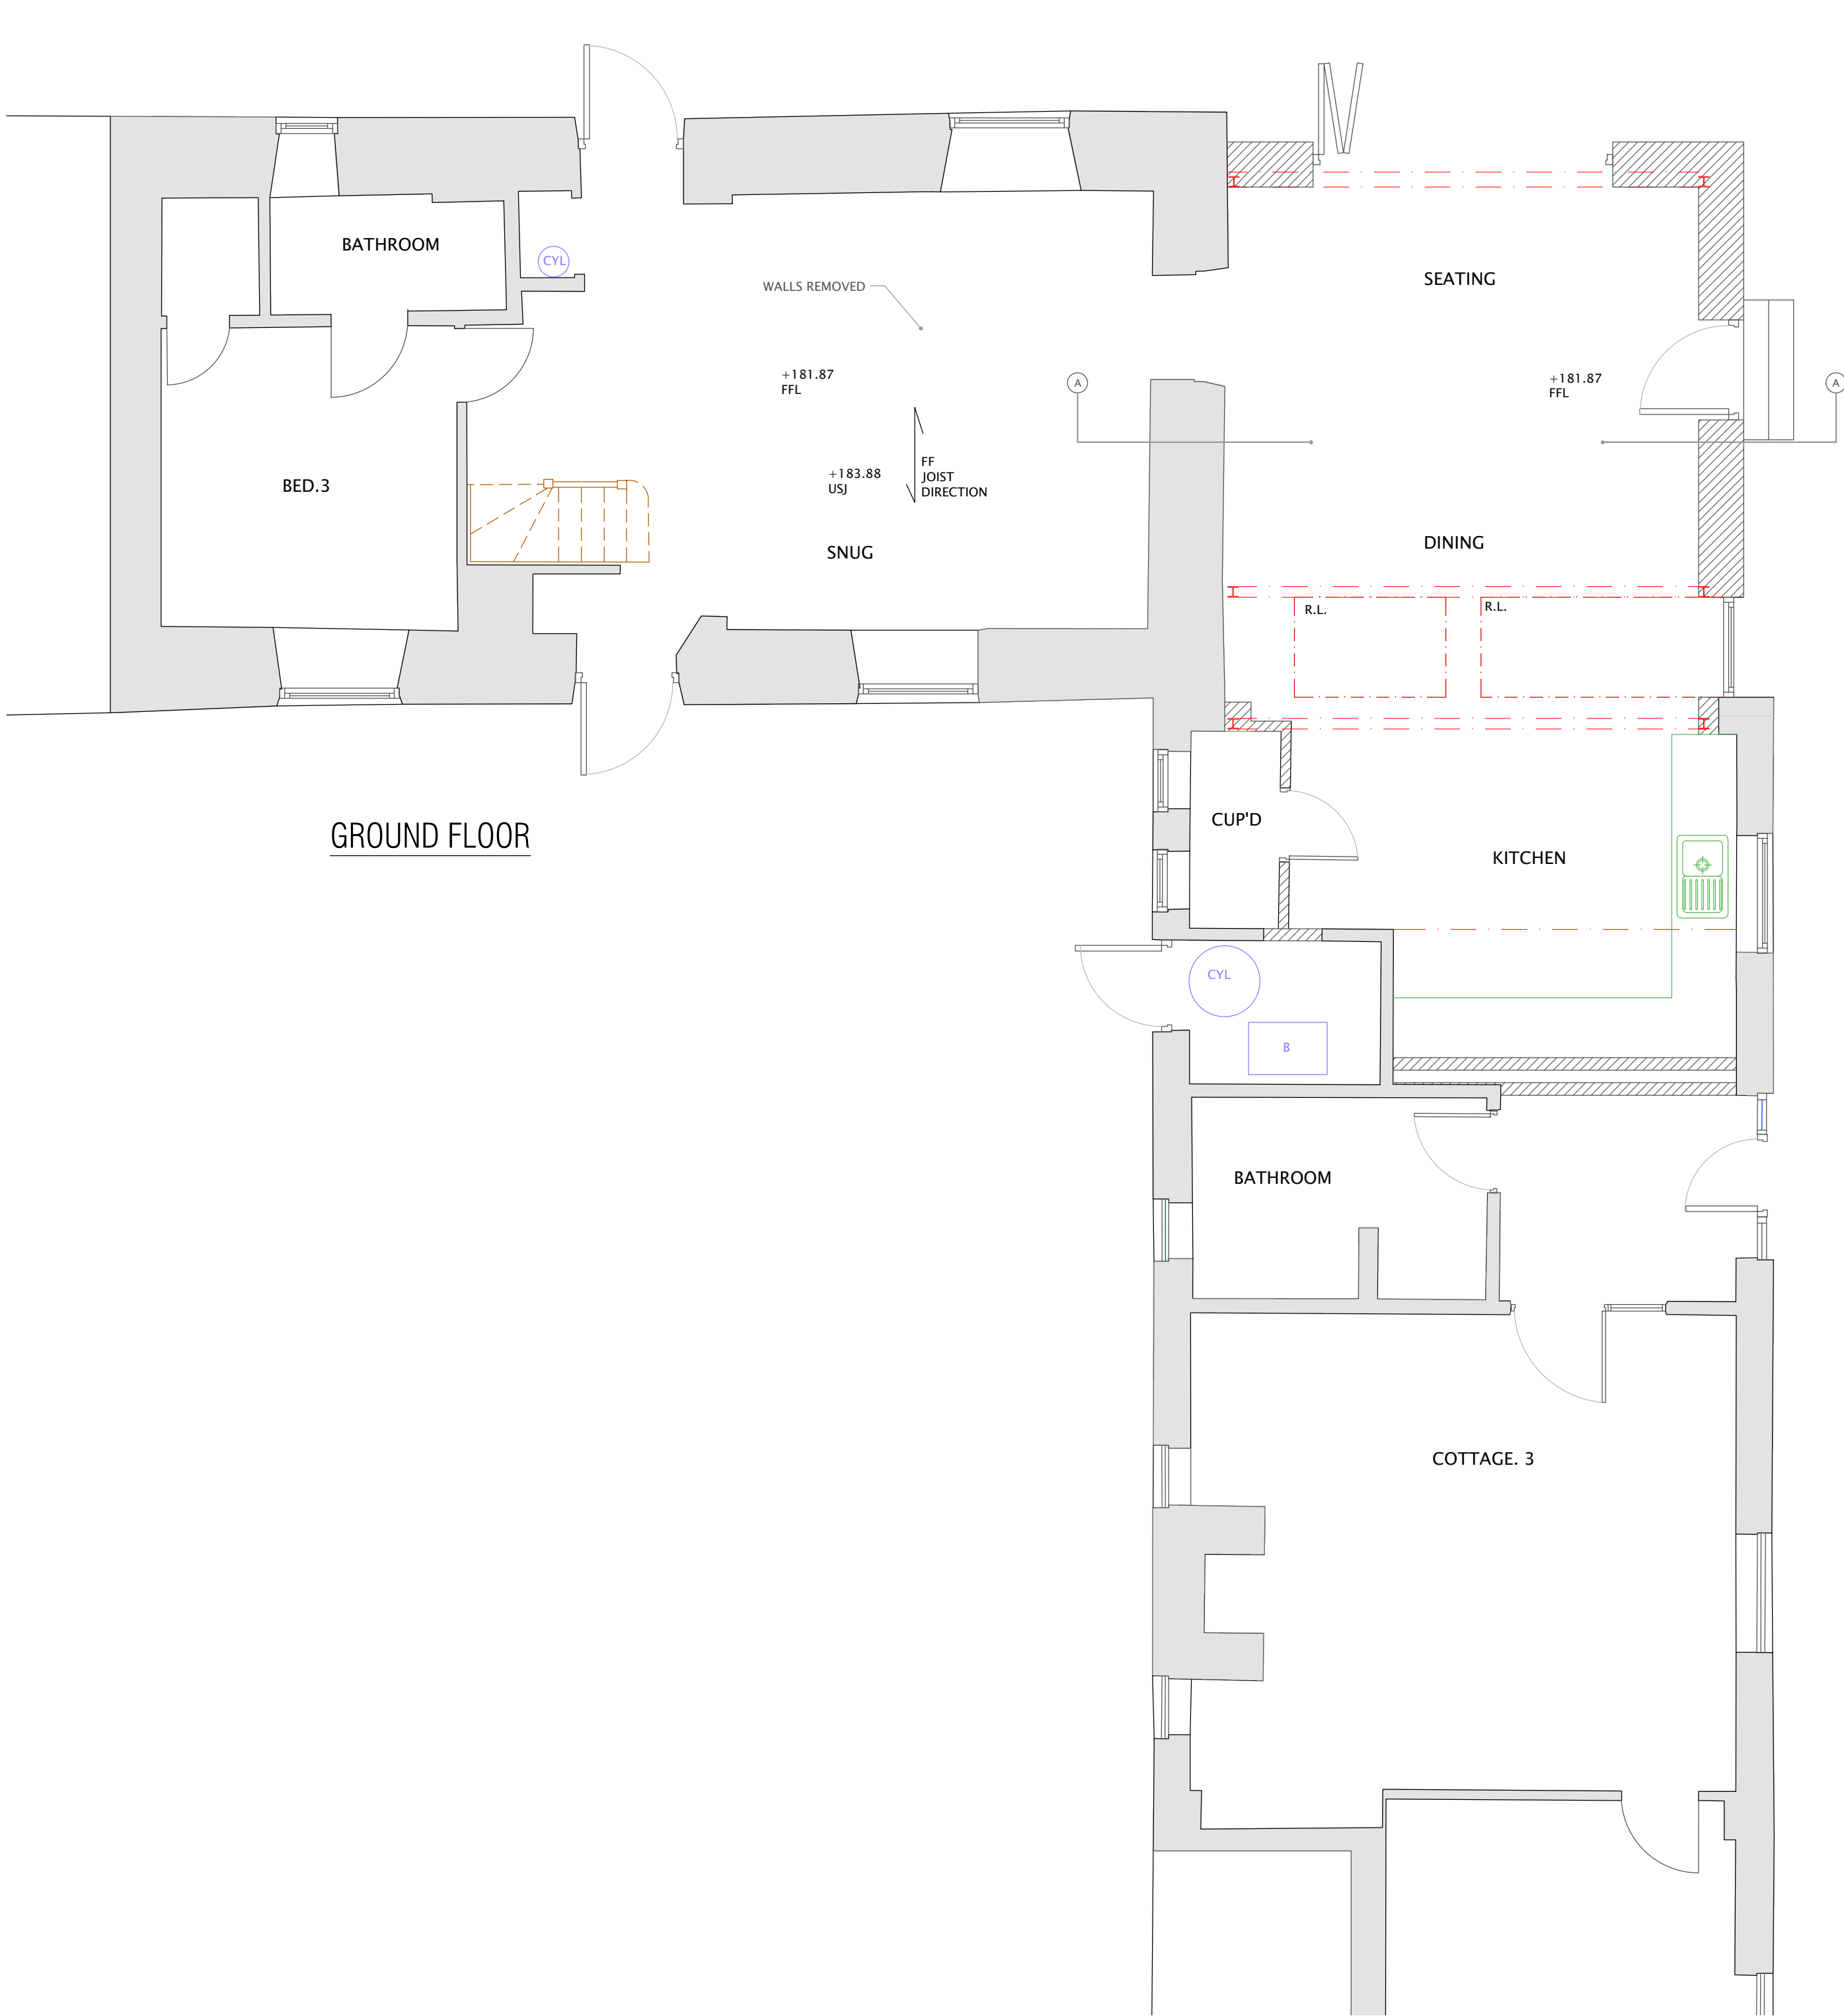 BATHROOM
CYL
SEATING
WALLS REMOVED
+181.87
FFL
A
+181.87
FFL
A
FF
JOIST
DIRECTION
+183.88
USJ
BED.3
SNUG
DINING
R.L.
R.L.
GROUND FLOOR
CUP'D
KITCHEN
CYL
B
BATHROOM
COTTAGE. 3